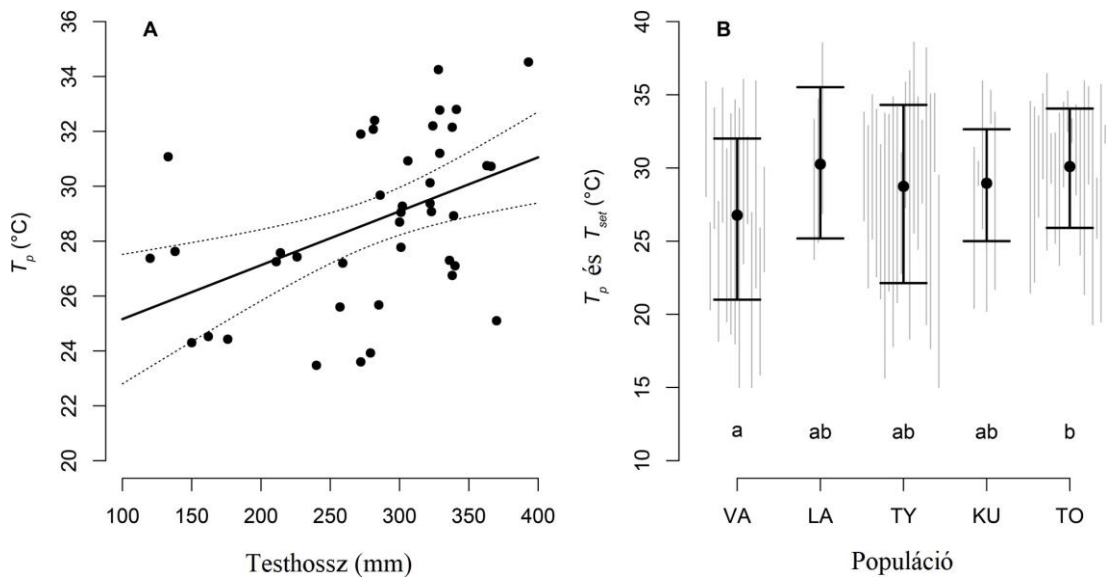 A
36
34
32
30
28
26
24
22
20
Tp (°C)
100 150 200 250 300 350 400
Testhossz (mm)
B
40
35
30
25
20
15
10
Tp és Tset (°C)
a ab ab ab b
VA LA TY KU TO
Populáció